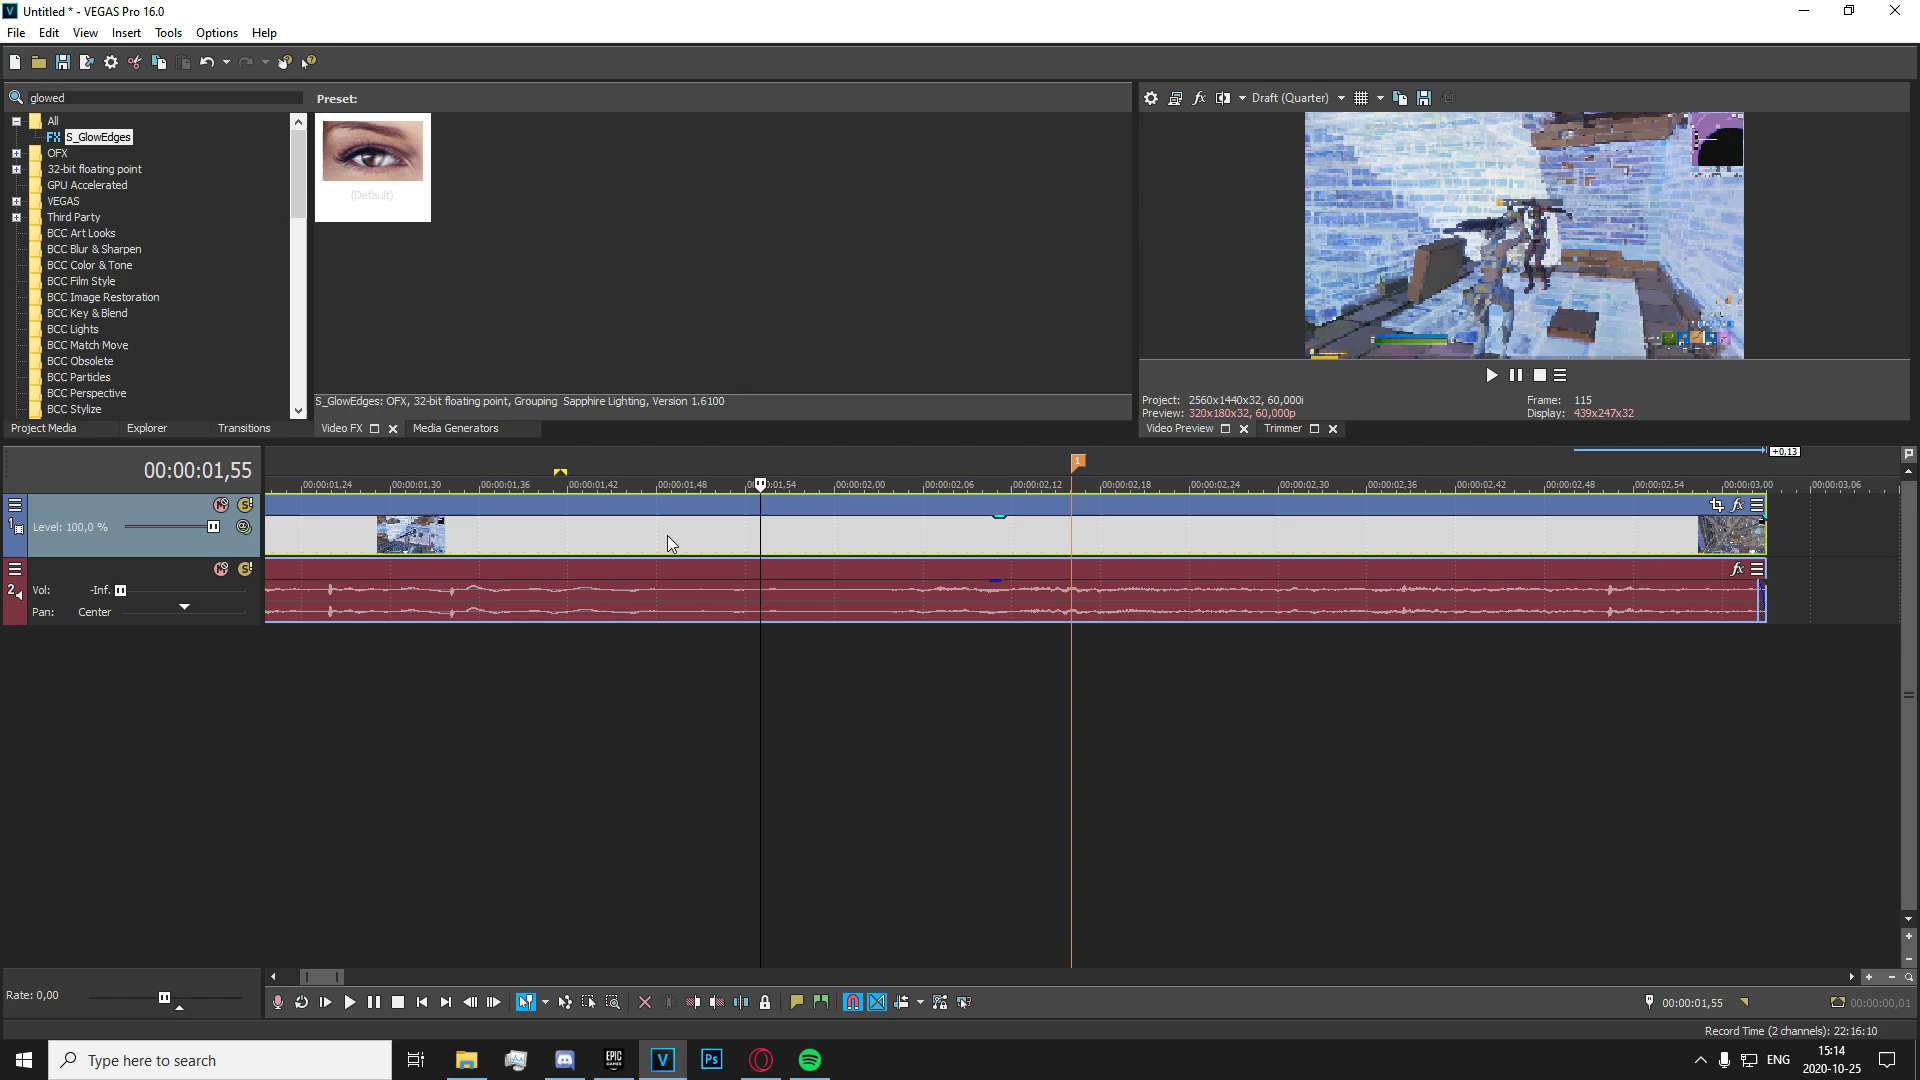 Untitled * - VEGAS Pro 16.0
File Edit View Insert Tools Options Help
glowed
Preset:
Draft (Quarter)
All
FX S_GlowEdges
OFX
32-bit floating point
GPU Accelerated
VEGAS
Third Party
BCC Art Looks
BCC Blur & Sharpen
BCC Color & Tone
BCC Film Style
BCC Image Restoration
BCC Key & Blend
BCC Lights
BCC Match Move
BCC Obsolete
BCC Particles
BCC Perspective
BCC Stylize
(Default)
S_GlowEdges: OFX, 32-bit floating point, Grouping Sapphire Lighting, Version 1.6100
Project: 2560x1440x32, 60,000i
Frame: 115
Preview: 320x180x32, 60,000p
Display: 439x247x32
Project Media Explorer Transitions Video FX Media Generators
Video Preview Trimmer
+0,13
1
00:00:01,55
00:00:01,24 00:00:01,30 00:00:01,36 00:00:01,42 00:00:01,48 00:00:02,00 00:00:02,06 00:00:02,12 00:00:02,18 00:00:02,24 00:00:02,30 00:00:02,36 00:00:02,42 00:00:02,48 00:00:02,54 00:00:03,00 00:00:03,06
1
Level: 100,0 %
2
Vol: -Inf.
Pan: Center
Rate: 0,00
00:00:01,55
00:00:00,01
Record Time (2 channels): 22:16:10
Type here to search
EPIC GAMES
V
Ps
ENG
15:14
2020-10-25